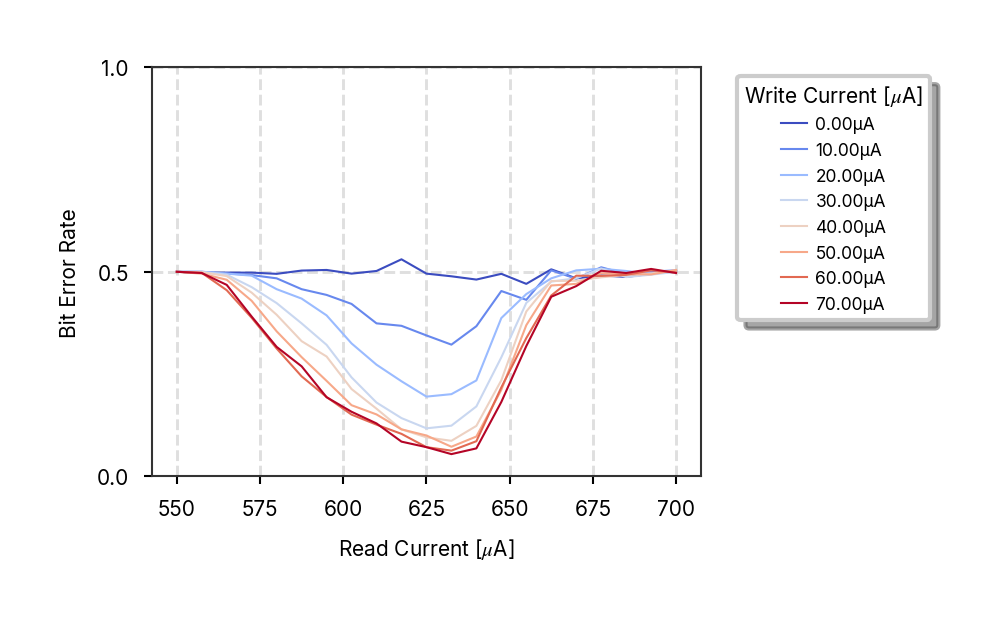 1.0
0.5
0.0
Bit Error Rate
550 575 600 625 650 675 700
Read Current [μA]
Write Current [μA]
0.00μA
10.00μA
20.00μA
30.00μA
40.00μA
50.00μA
60.00μA
70.00μA